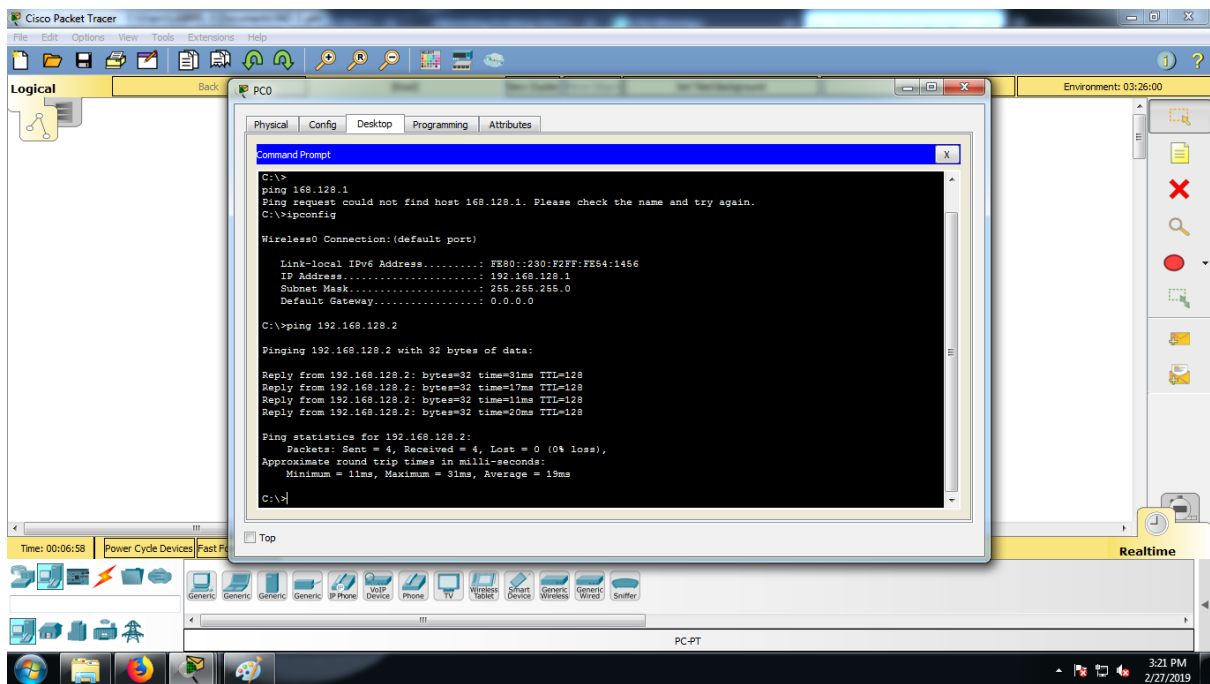 Cisco Packet Tracer
File Edit Options View Tools Extensions Help
Logical
Back
Environment: 03:26:00
PC0
Physical Config Desktop Programming Attributes
Command Prompt
X
C:\>
ping 168.128.1
Ping request could not find host 168.128.1. Please check the name and try again.
C:\>ipconfig
Wireless0 Connection:(default port)
Link-local IPv6 Address.........: FE80::230:F2FF:FE54:1456
IP Address......................: 192.168.128.1
Subnet Mask.....................: 255.255.255.0
Default Gateway.................: 0.0.0.0
C:\>ping 192.168.128.2
Pinging 192.168.128.2 with 32 bytes of data:
Reply from 192.168.128.2: bytes=32 time=31ms TTL=128
Reply from 192.168.128.2: bytes=32 time=17ms TTL=128
Reply from 192.168.128.2: bytes=32 time=11ms TTL=128
Reply from 192.168.128.2: bytes=32 time=20ms TTL=128
Ping statistics for 192.168.128.2:
Packets: Sent = 4, Received = 4, Lost = 0 (0% loss),
Approximate round trip times in milli-seconds:
Minimum = 11ms, Maximum = 31ms, Average = 19ms
C:\>
Top
Time: 00:06:58 Power Cycle Devices Fast
Realtime
Generic Generic Generic Generic IP Phone VoIP Device Phone TV Wireless Tablet Smart Device Generic Wireless Generic Wired Sniffer
PC-PT
3:21 PM
2/27/2019